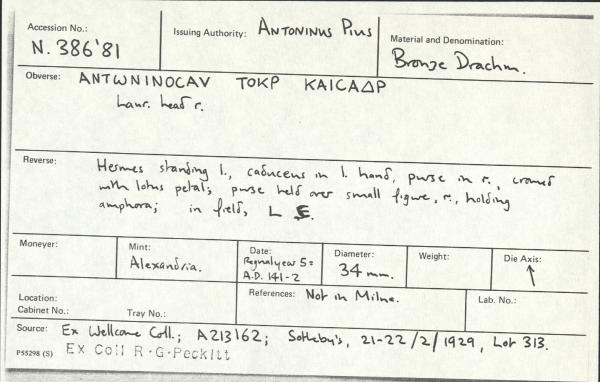 Accession No.:
N. 386'81
Issuing Authority: ANTONINUS PIUS
Material and Denomination:
Bronze Drachm.
Obverse: ΑΝΤѠΝΙΝΟCΑV ΤΟΚΡ ΚΑΙCΑΔΡ
Laur. head r.
Reverse: Hermes standing l., caduceus in l. hand, purse in r., crowned
with lotus petal; purse held over small figure, r., holding
amphora; in field, L E.
Moneyer:
Mint:
Alexandria.
Date:
Regnal year 5 =
A.D. 141-2
Diameter:
34 mm.
Weight:
Die Axis:
↑
Location:
Cabinet No.: Tray No.:
References: Not in Milne.
Lab. No.:
Source: Ex Wellcome Coll.; A213162; Sotheby's, 21-22/2/1929, Lot 313.
P55298 (S) Ex Coll R.G.Peckitt